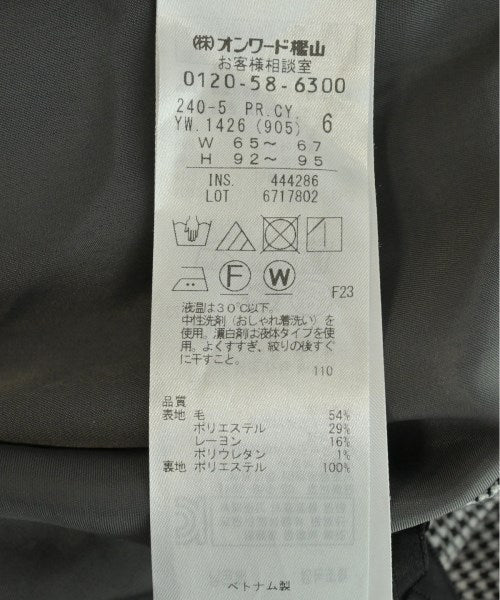 (株)オンワード樫山
お客様相談室
0120-58-6300
240-5 PR.CY.
YW.1426 (905) 6
W 65～ 67
H 92～ 95
INS. 444286
LOT 6717802
F W
F23
液温は30℃以下。
中性洗剤（おしゃれ着洗い）を
使用。漂白剤は液体タイプを使
用。よくすすぎ、絞りの後すぐ
に干すこと。
110
品質
表地 毛 54%
ポリエステル 29%
レーヨン 16%
ポリウレタン 1%
裏地 ポリエステル 100%
ベトナム製